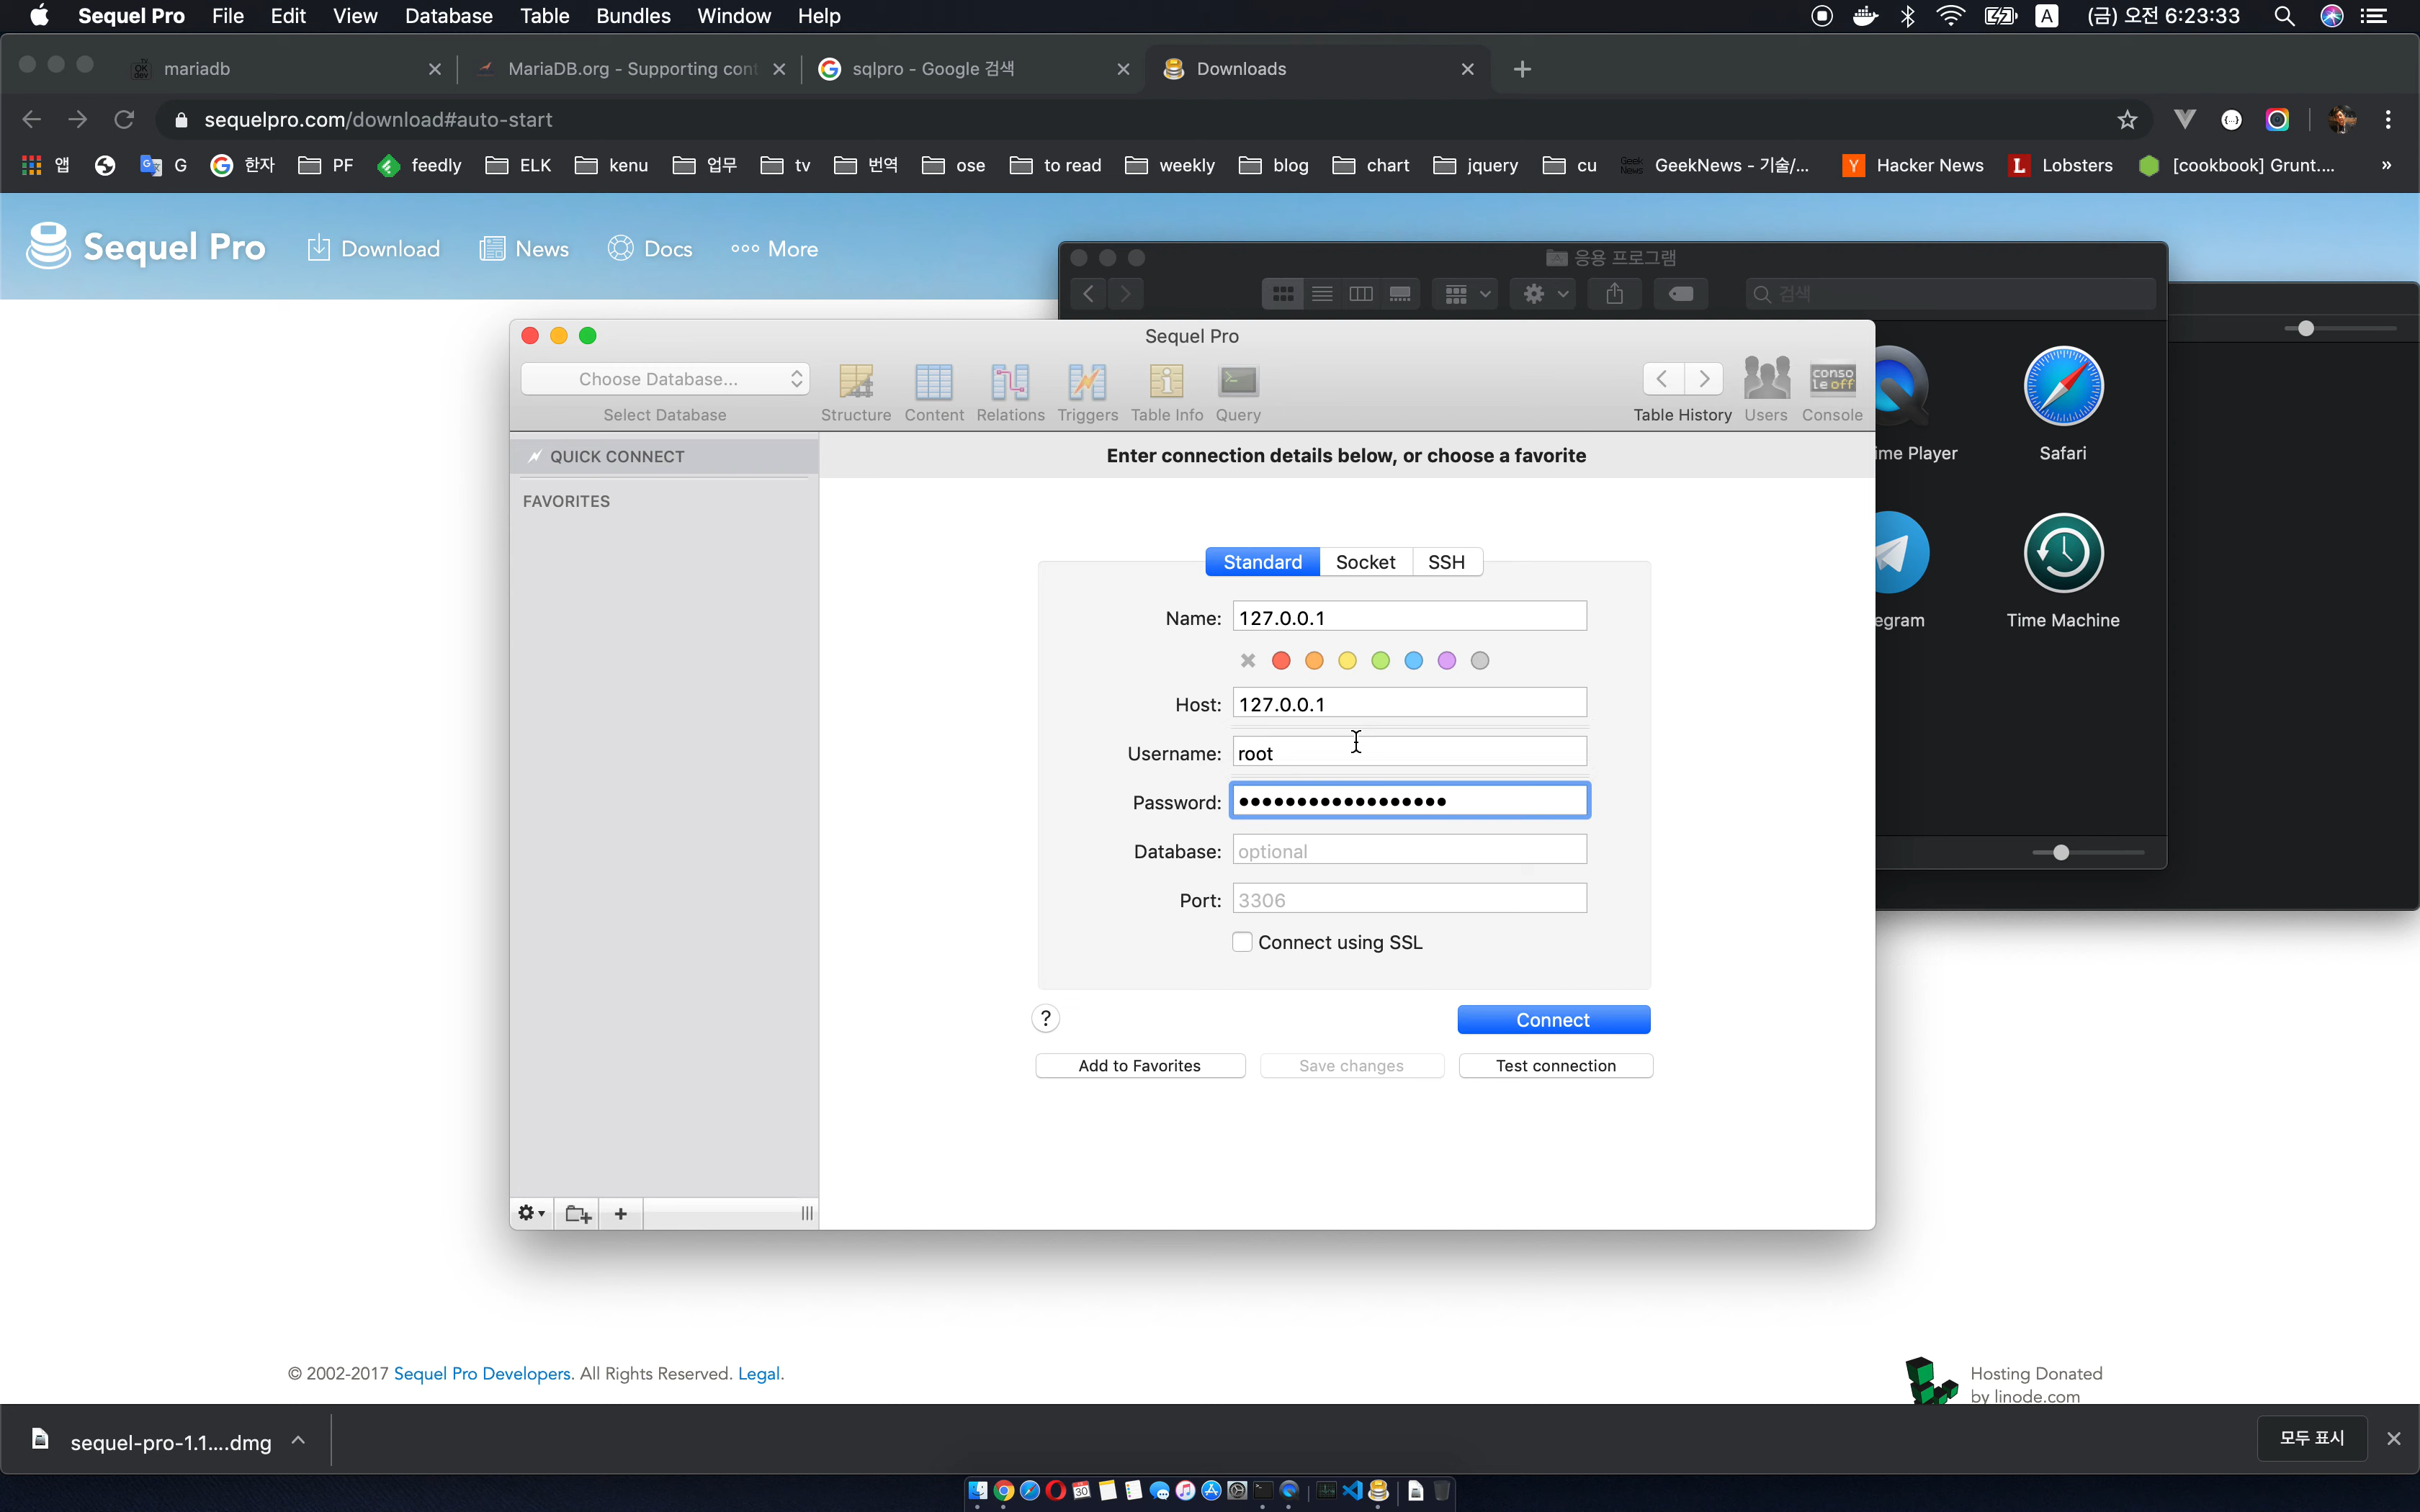 Sequel Pro File Edit View Database Table Bundles Window Help A (금) 오전 6:23:33
mariadb MariaDB.org - Supporting cont sqlpro - Google 검색 Downloads
sequelpro.com/download#auto-start
앱 G 한자 PF feedly ELK kenu 업무 tv 번역 ose to read weekly blog chart jquery cu GeekNews - 기술/... Hacker News Lobsters [cookbook] Grunt.... »
Sequel Pro Download News Docs More
응용 프로그램
검색
Sequel Pro
Choose Database...
Select Database Structure Content Relations Triggers Table Info Query Table History Users Console
QUICK CONNECT
Enter connection details below, or choose a favorite
FAVORITES
ime Player Safari
Standard Socket SSH
Name: 127.0.0.1
egram Time Machine
Host: 127.0.0.1
Username: root
Password: ••••••••••••••••••
Database: optional
Port: 3306
Connect using SSL
? Connect
Add to Favorites Save changes Test connection
© 2002-2017 Sequel Pro Developers. All Rights Reserved. Legal.
Hosting Donated
by linode.com
sequel-pro-1.1....dmg 모두 표시